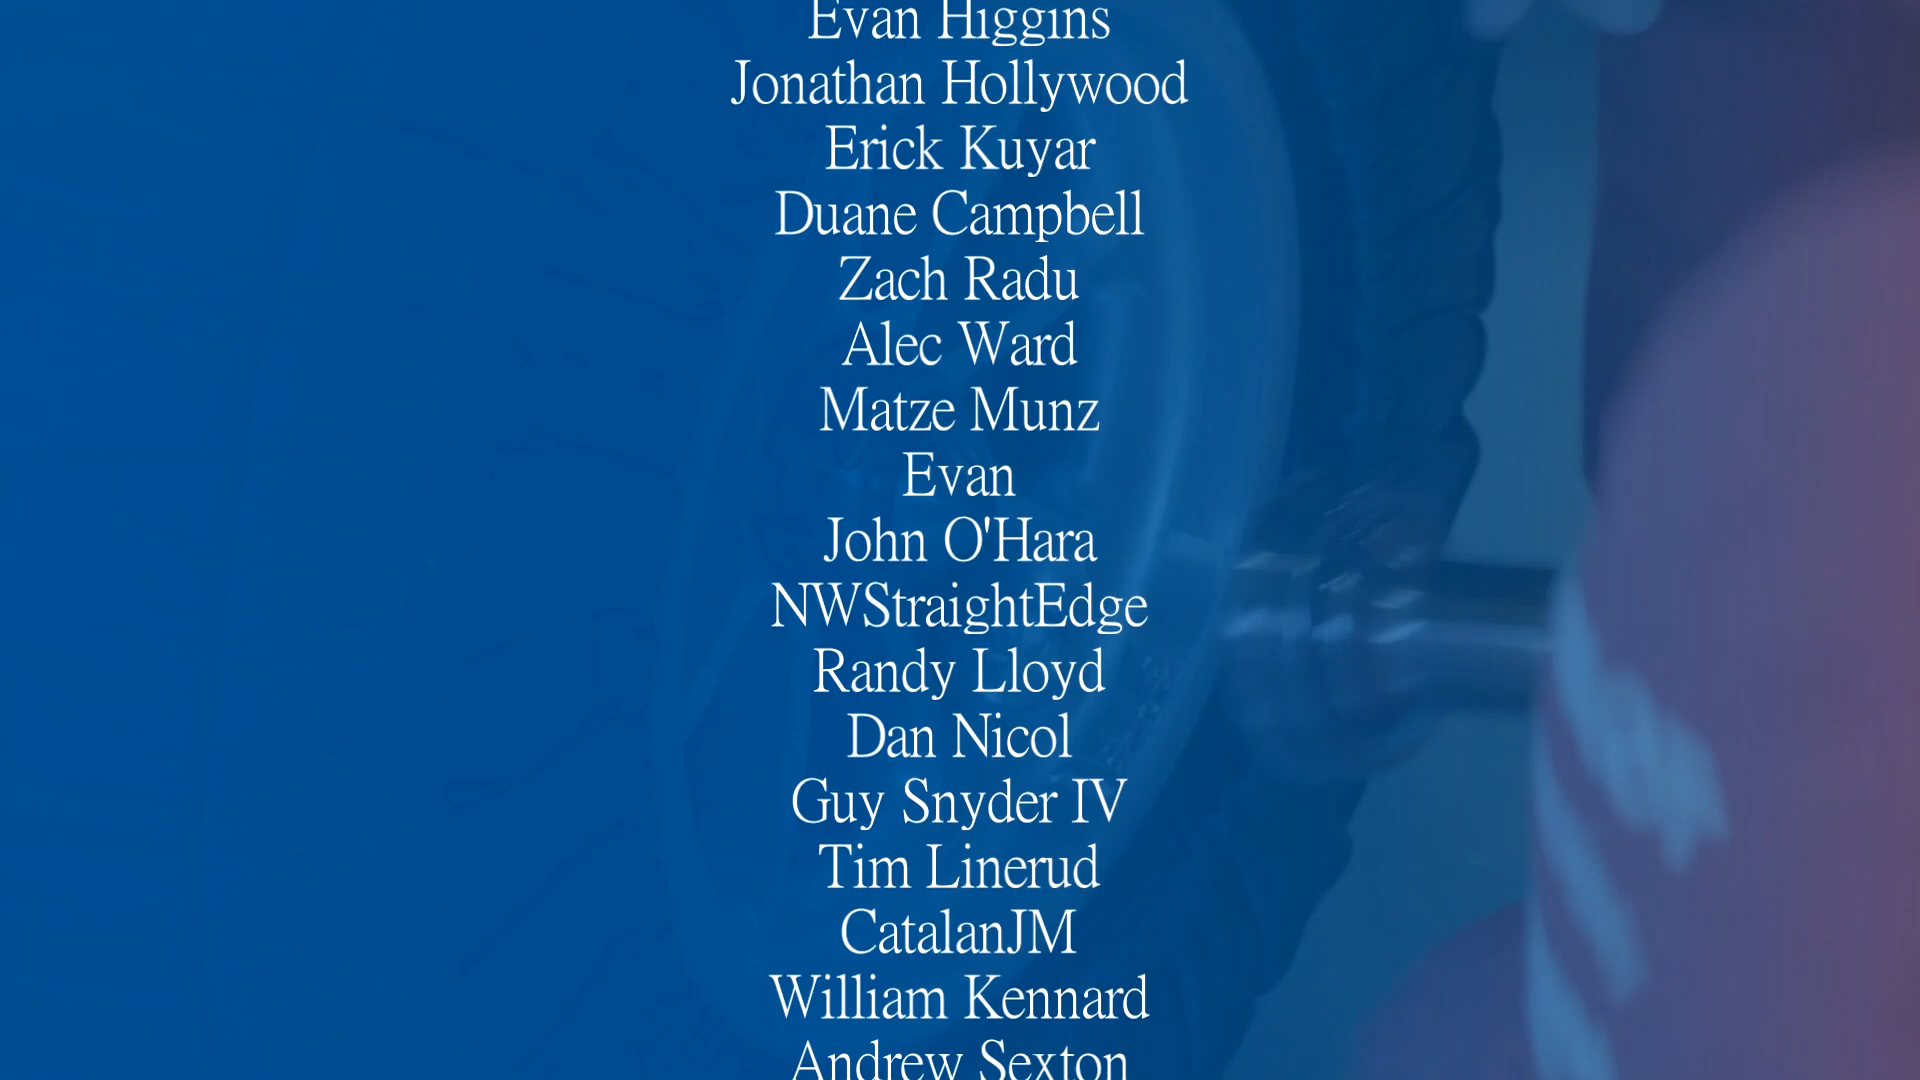 Evan Higgins
Jonathan Hollywood
Erick Kuyar
Duane Campbell
Zach Radu
Alec Ward
Matze Munz
Evan
John O'Hara
NWStraightEdge
Randy Lloyd
Dan Nicol
Guy Snyder IV
Tim Linerud
CatalanJM
William Kennard
Andrew Sexton